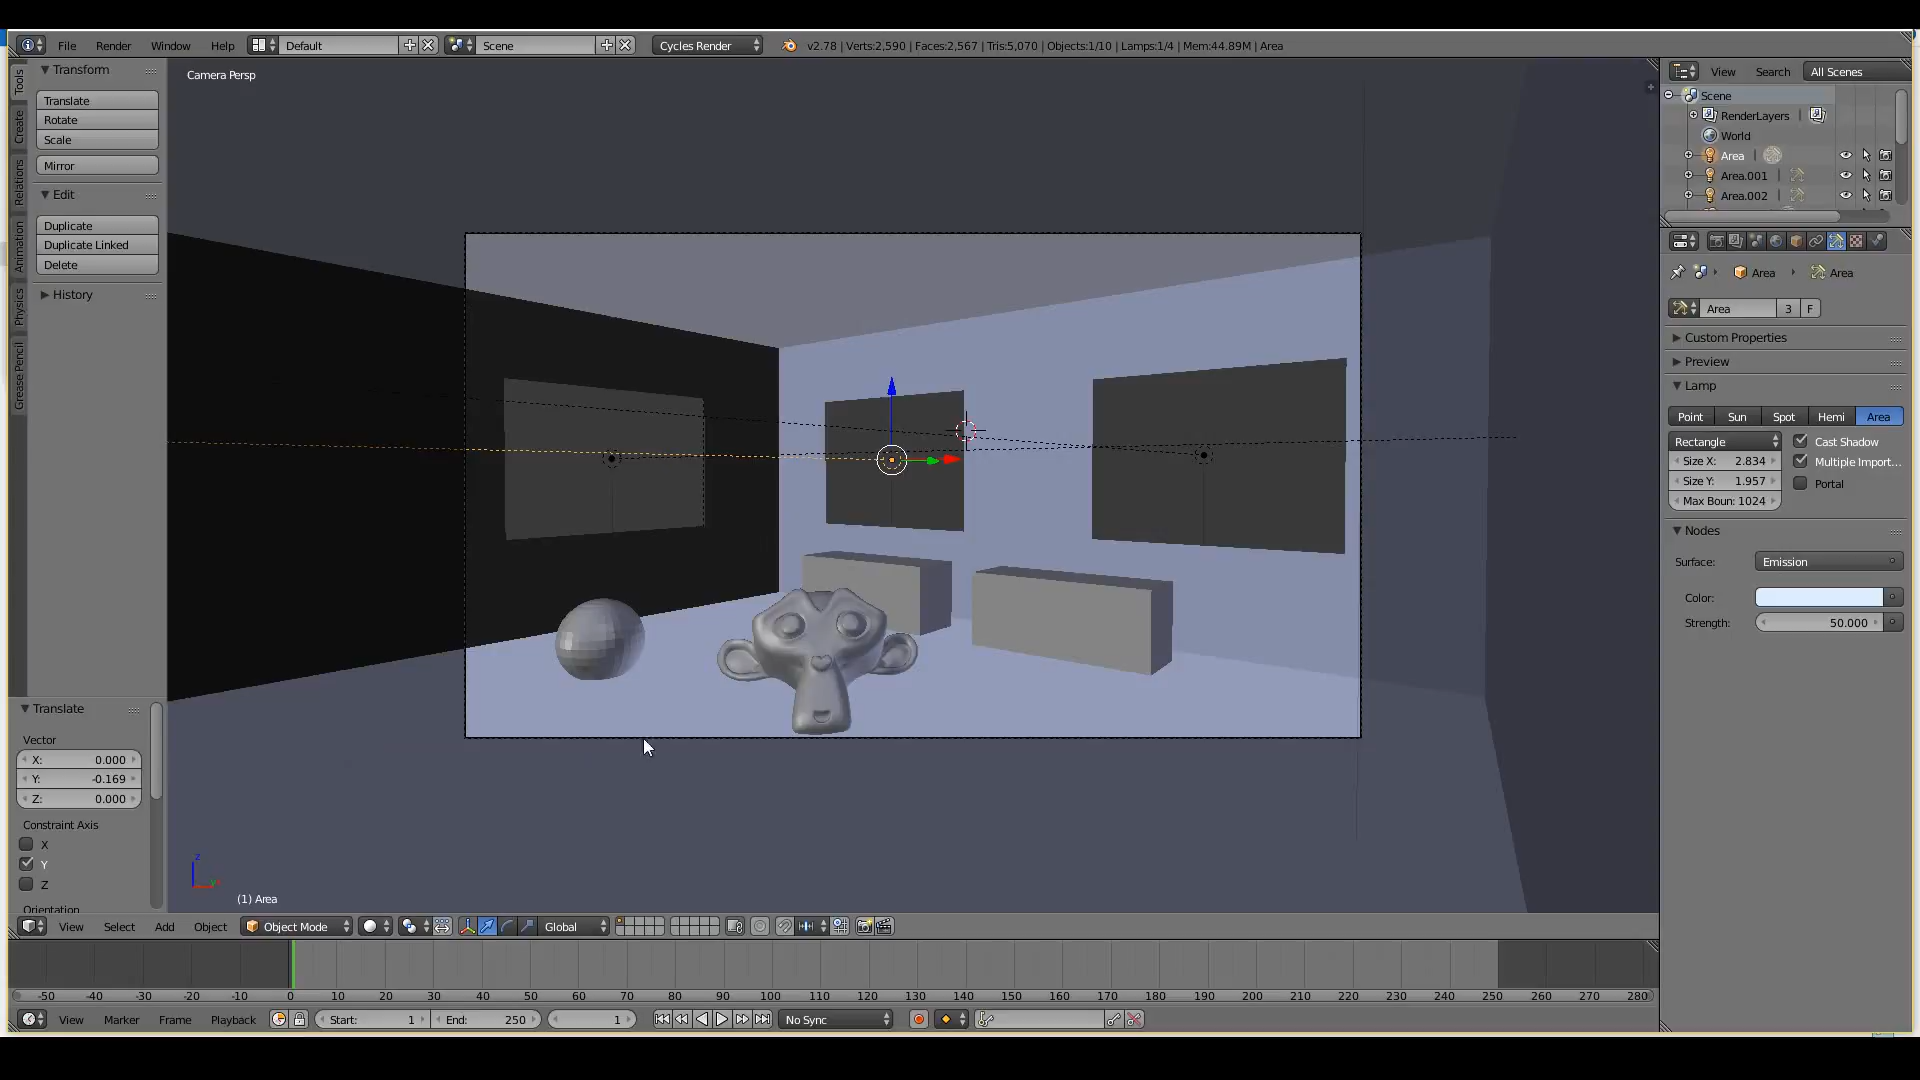 File Render Window Help Default Scene Cycles Render v2.78 | Verts:2,590 | Faces:2,567 | Tris:5,070 | Objects:1/10 | Lamps:1/4 | Mem:44.89M | Area
Tools
Create
Relations
Animation
Physics
Grease Pencil
Transform
Translate
Rotate
Scale
Mirror
Edit
Duplicate
Duplicate Linked
Delete
History
Translate
Vector
X: 0.000
Y: -0.169
Z: 0.000
Constraint Axis
X
Y
Z
Orientation
Camera Persp
z
(1) Area
View Search All Scenes
Scene
RenderLayers
World
Area
Area.001
Area.002
Area Area
Area 3 F
Custom Properties
Preview
Lamp
Point Sun Spot Hemi Area
Rectangle Cast Shadow
Size X: 2.834 Multiple Import...
Size Y: 1.957 Portal
Max Boun: 1024
Nodes
Surface: Emission
Color:
Strength: 50.000
View Select Add Object Object Mode Global
-50 -40 -30 -20 -10 0 10 20 30 40 50 60 70 80 90 100 110 120 130 140 150 160 170 180 190 200 210 220 230 240 250 260 270 280
View Marker Frame Playback Start: 1 End: 250 1 No Sync